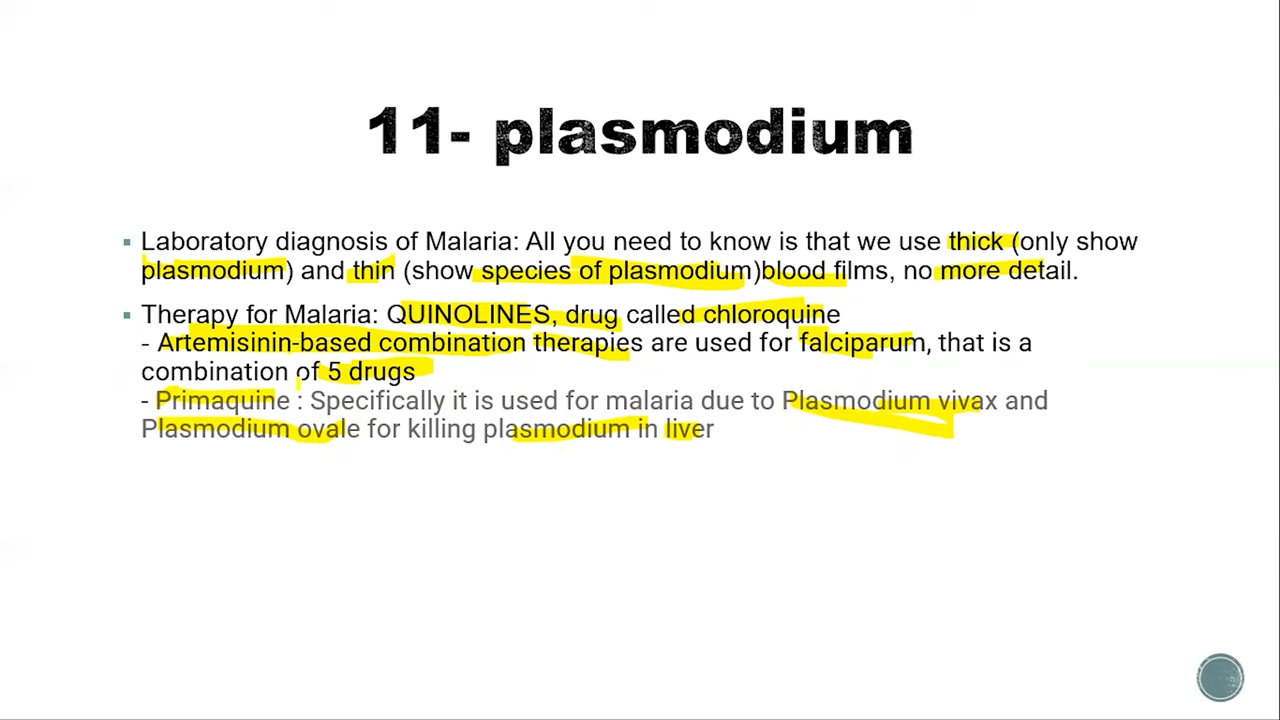 11- plasmodium
▪ Laboratory diagnosis of Malaria: All you need to know is that we use thick (only show
plasmodium) and thin (show species of plasmodium)blood films, no more detail.
▪ Therapy for Malaria: QUINOLINES, drug called chloroquine
- Artemisinin-based combination therapies are used for falciparum, that is a
combination of 5 drugs
- Primaquine : Specifically it is used for malaria due to Plasmodium vivax and
Plasmodium ovale for killing plasmodium in liver